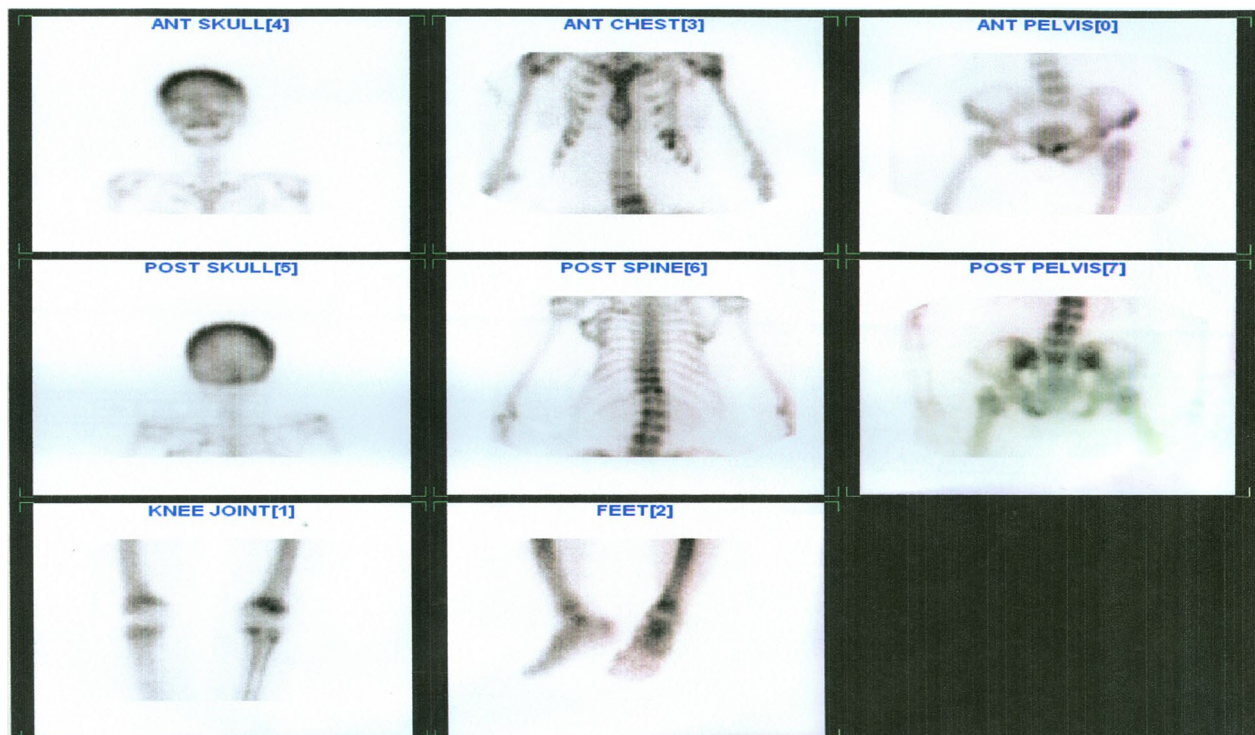 ANT SKULL[4]
ANT CHEST[3]
ANT PELVIS[0]
POST SKULL[5]
POST SPINE[6]
POST PELVIS[7]
KNEE JOINT[1]
FEET[2]